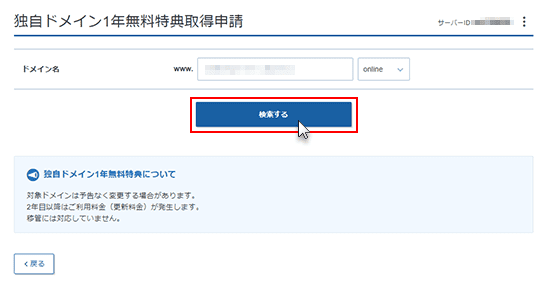 独自ドメイン1年無料特典取得申請
サーバーID
ドメイン名 www. online
検索する
独自ドメイン1年無料特典について
対象ドメインは予告なく変更する場合があります。
2年目以降はご利用料金（更新料金）が発生します。
移管には対応していません。
戻る